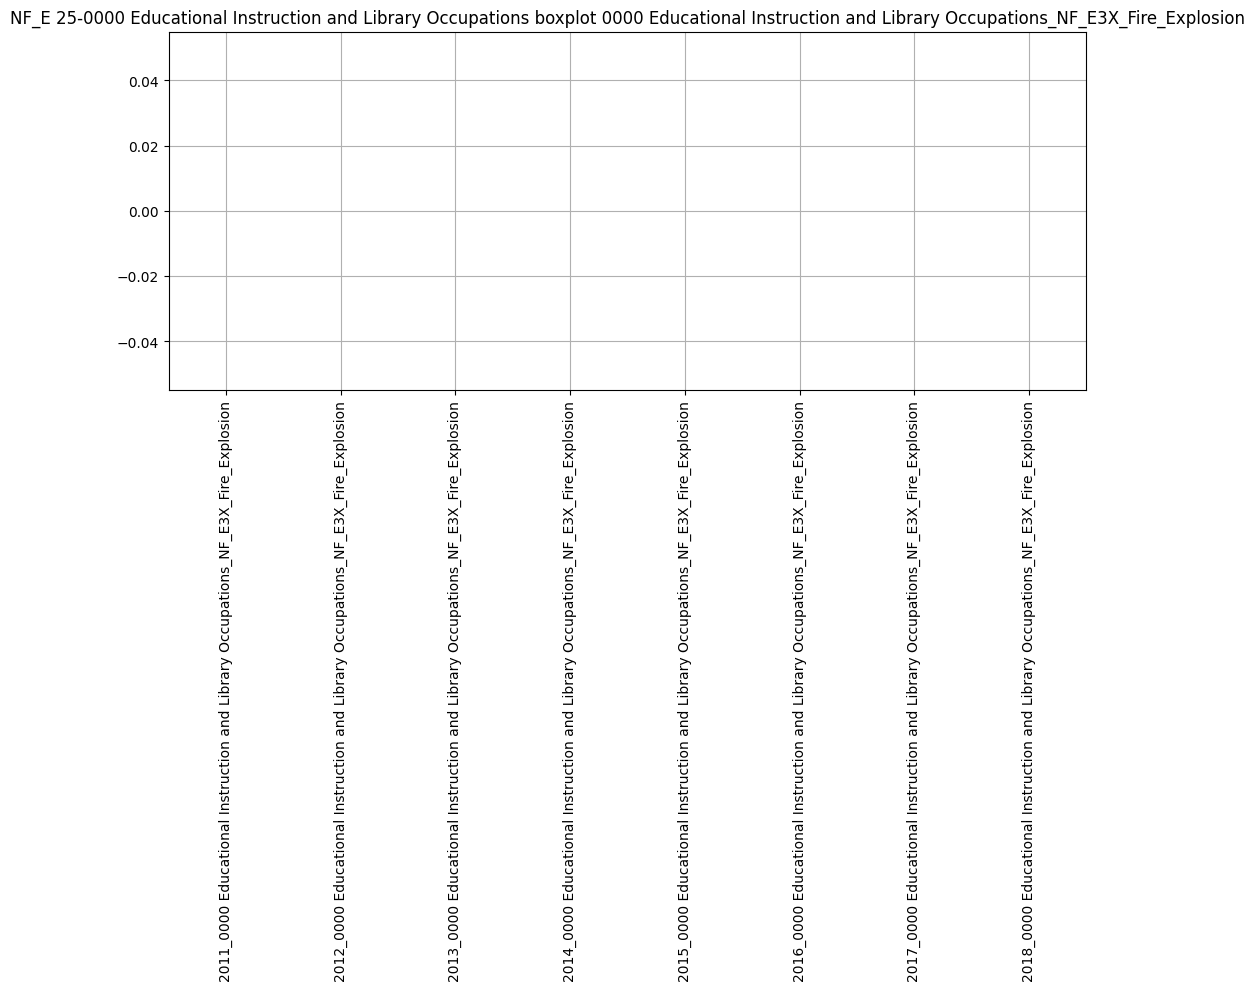 NF_E 25-0000 Educational Instruction and Library Occupations boxplot 0000 Educational Instruction and Library Occupations_NF_E3X_Fire_Explosion
0.04
0.02
0.00
−0.02
−0.04
2011_0000 Educational Instruction and Library Occupations_NF_E3X_Fire_Explosion
2012_0000 Educational Instruction and Library Occupations_NF_E3X_Fire_Explosion
2013_0000 Educational Instruction and Library Occupations_NF_E3X_Fire_Explosion
2014_0000 Educational Instruction and Library Occupations_NF_E3X_Fire_Explosion
2015_0000 Educational Instruction and Library Occupations_NF_E3X_Fire_Explosion
2016_0000 Educational Instruction and Library Occupations_NF_E3X_Fire_Explosion
2017_0000 Educational Instruction and Library Occupations_NF_E3X_Fire_Explosion
2018_0000 Educational Instruction and Library Occupations_NF_E3X_Fire_Explosion